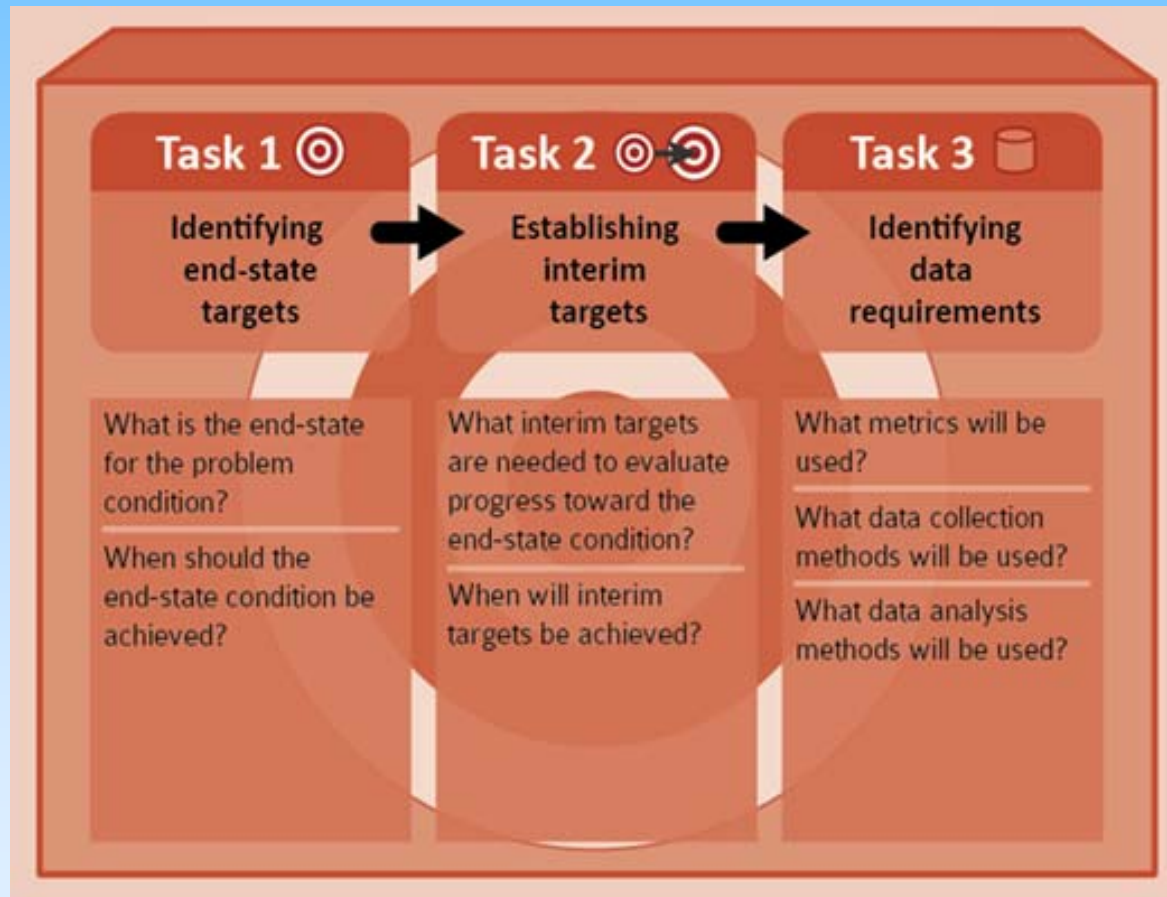 Task 1
Identifying
end-state
targets
What is the end-state
for the problem
condition?
When should the
end-state condition be
achieved?
Task 2
Establishing
interim
targets
What interim targets
are needed to evaluate
progress toward the
end-state condition?
When will interim
targets be achieved?
Task 3
Identifying
data
requirements
What metrics will be
used?
What data collection
methods will be used?
What data analysis
methods will be used?